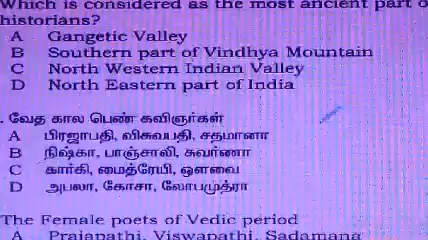 Which is considered as the most ancient part o
historians?
A Gangetic Valley
B Southern part of Vindhya Mountain
C North Western Indian Valley
D North Eastern part of India
. வேத கால பெண் கவிஞர்கள்
A பிரஜாபதி, விசுவபதி, சதமானா
B நிஷ்கா, பாஞ்சாலி, சுவர்ணா
C கார்கி, மைத்ரேயி, ஔவை
D அபலா, கோசா, லோபமுத்ரா
The Female poets of Vedic period
A Prajapathi, Viswapathi, Sadamana